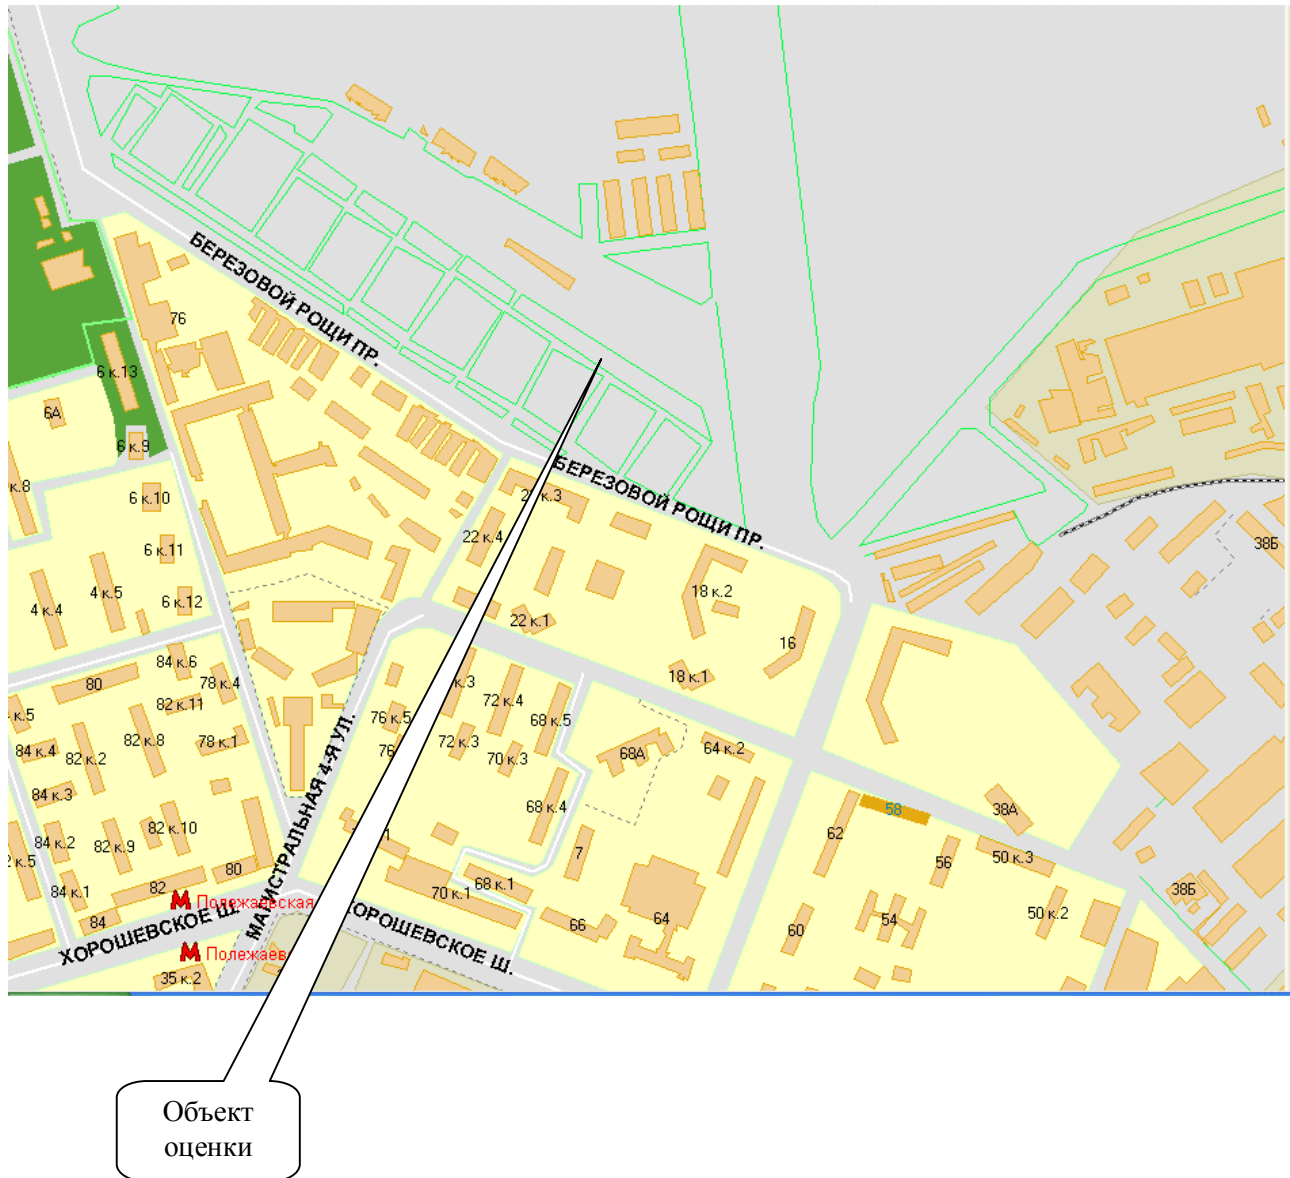 БЕРЕЗОВОЙ РОЩИ ПР.
76
6 к.13
6А
6 к.9
к.8
6 к.10
6 к.11
6 к.12
4 к.4
4 к.5
БЕРЕЗОВОЙ РОЩИ ПР.
к.3
22 к.4
22 к.1
18 к.2
16
18 к.1
38Б
84 к.6
80
78 к.4
82 к.11
к.5
84 к.4
82 к.2
82 к.8
78 к.1
84 к.3
84 к.2
82 к.9
82 к.10
к.5
84 к.1
82
80
84
МАГИСТРАЛЬНАЯ 4-Я УЛ.
76 к.5
76
к.3
72 к.4
72 к.3
70 к.3
68 к.5
68А
64 к.2
68 к.4
7
70 к.1
68 к.1
66
64
62
58
38А
56
50 к.3
54
60
50 к.2
38Б
Полежаевская
ХОРОШЕВСКОЕ Ш.
ХОРОШЕВСКОЕ Ш.
Полежаев
35 к.2
Объект
оценки